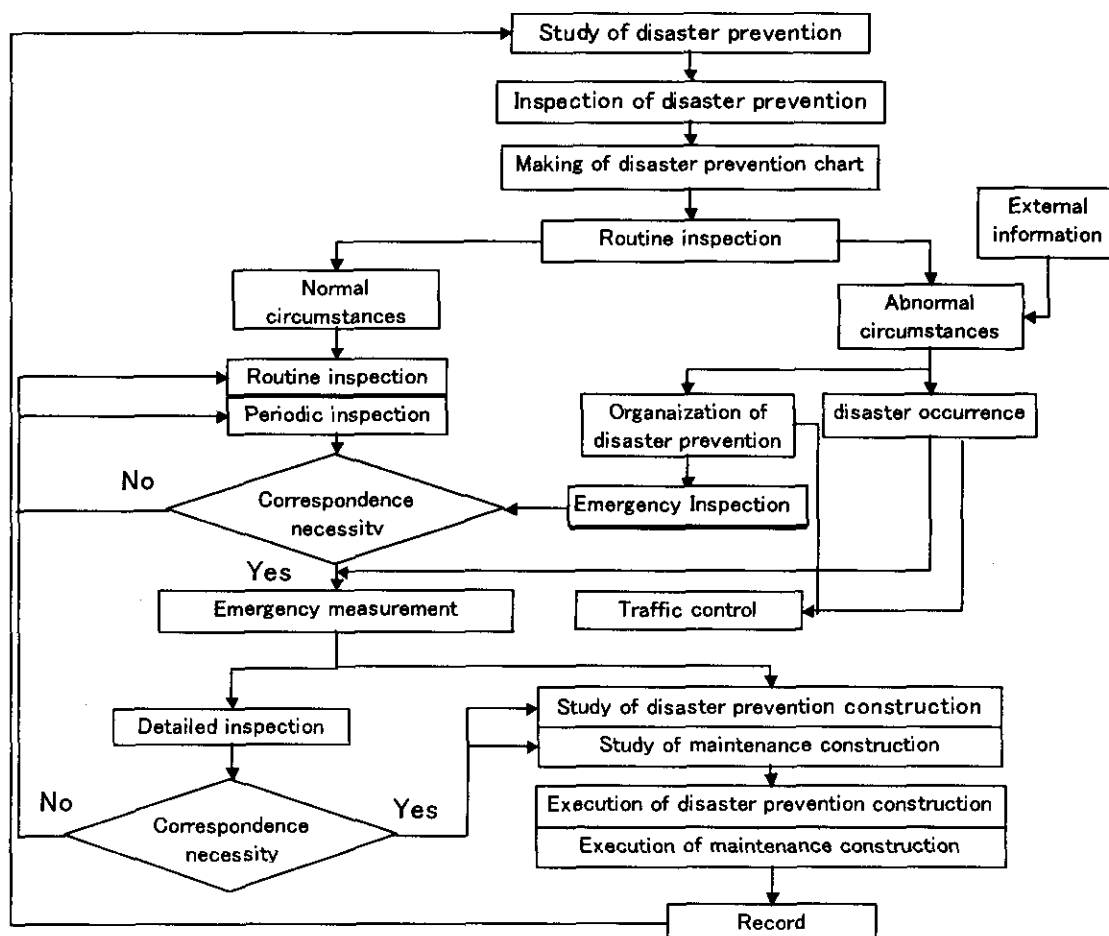 Study of disaster prevention
Inspection of disaster prevention
Making of disaster prevention chart
External
information
Routine inspection
Normal
circumstances
Abnormal
circumstances
Routine inspection
Periodic inspection
Organaization of
disaster prevention
disaster occurrence
No
Correspondence
necessity
Emergency Inspection
Yes
Emergency measurement
Traffic control
Study of disaster prevention construction
Detailed inspection
Study of maintenance construction
No
Yes
Correspondence
necessity
Execution of disaster prevention construction
Execution of maintenance construction
Record